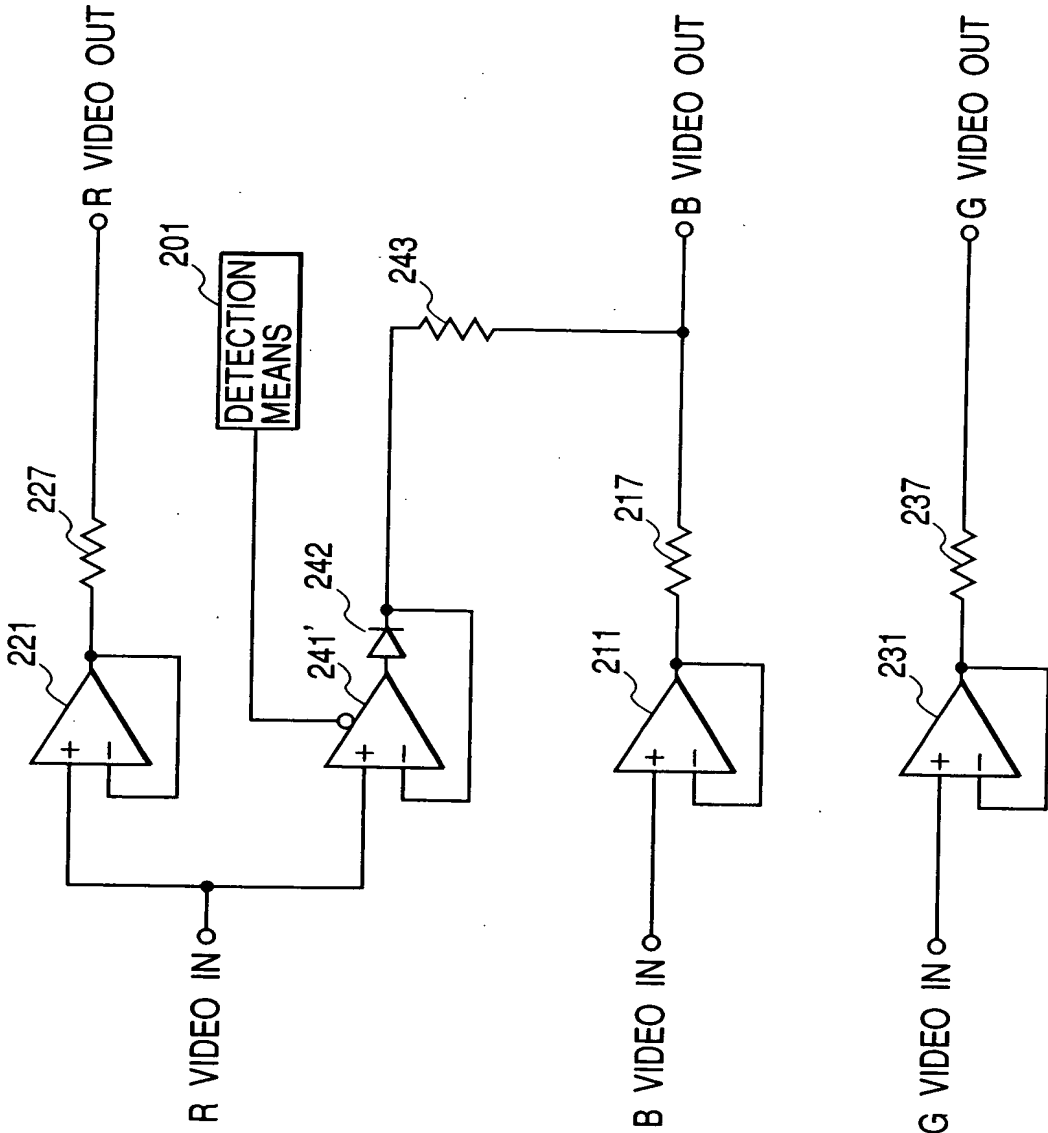 R VIDEO IN
221
+
−
227
R VIDEO OUT
201
DETECTION
MEANS
241'
+
−
242
243
B VIDEO IN
211
+
−
217
B VIDEO OUT
G VIDEO IN
231
+
−
237
G VIDEO OUT